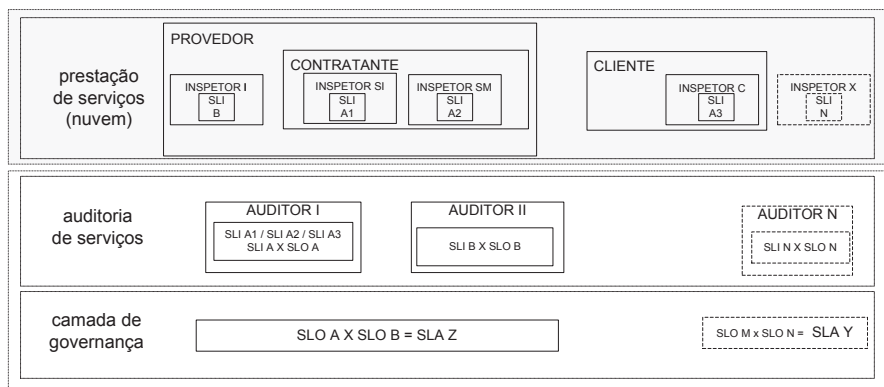 prestação
de serviços
(nuvem)
PROVEDOR
CONTRATANTE
INSPETOR I
SLI
B
INSPETOR SI
SLI
A1
INSPETOR SM
SLI
A2
CLIENTE
INSPETOR C
SLI
A3
INSPETOR X
SLI
N
auditoria
de serviços
AUDITOR I
SLI A1 / SLI A2 / SLI A3
SLI A X SLO A
AUDITOR II
SLI B X SLO B
AUDITOR N
SLI N X SLO N
camada de
governança
SLO A X SLO B = SLA Z
SLO M x SLO N = SLA Y